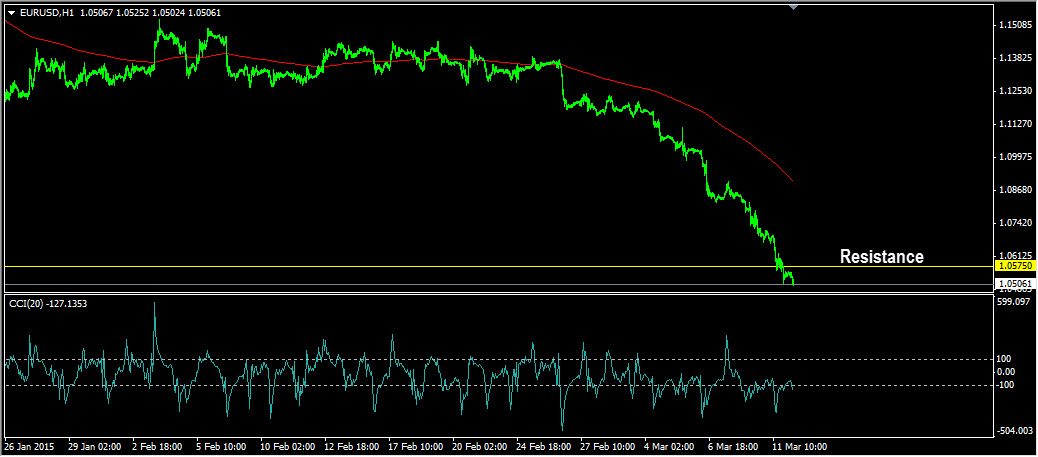 EURUSD,H1 1.05067 1.05252 1.05024 1.05061
1.15085
1.13825
1.12530
1.11270
1.09975
1.08680
1.07420
Resistance
1.06125
1.05750
1.05061
CCI(20) -127.1353
599.097
100
0.00
-100
-504.003
26 Jan 2015
29 Jan 02:00
2 Feb 18:00
5 Feb 10:00
10 Feb 02:00
12 Feb 18:00
17 Feb 10:00
20 Feb 02:00
24 Feb 18:00
27 Feb 10:00
4 Mar 02:00
6 Mar 18:00
11 Mar 10:00